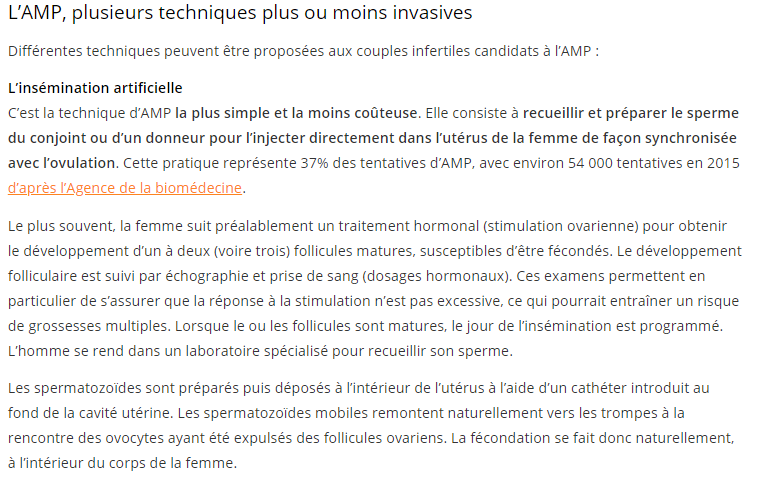 L’AMP, plusieurs techniques plus ou moins invasives
Différentes techniques peuvent être proposées aux couples infertiles candidats à l’AMP :
L’insémination artificielle
C’est la technique d’AMP la plus simple et la moins coûteuse. Elle consiste à recueillir et préparer le sperme
du conjoint ou d’un donneur pour l’injecter directement dans l’utérus de la femme de façon synchronisée
avec l’ovulation. Cette pratique représente 37% des tentatives d’AMP, avec environ 54 000 tentatives en 2015
d’après l’Agence de la biomédecine.
Le plus souvent, la femme suit préalablement un traitement hormonal (stimulation ovarienne) pour obtenir
le développement d’un à deux (voire trois) follicules matures, susceptibles d’être fécondés. Le développement
folliculaire est suivi par échographie et prise de sang (dosages hormonaux). Ces examens permettent en
particulier de s’assurer que la réponse à la stimulation n’est pas excessive, ce qui pourrait entraîner un risque
de grossesses multiples. Lorsque le ou les follicules sont matures, le jour de l’insémination est programmé.
L’homme se rend dans un laboratoire spécialisé pour recueillir son sperme.
Les spermatozoïdes sont préparés puis déposés à l’intérieur de l’utérus à l’aide d’un cathéter introduit au
fond de la cavité utérine. Les spermatozoïdes mobiles remontent naturellement vers les trompes à la
rencontre des ovocytes ayant été expulsés des follicules ovariens. La fécondation se fait donc naturellement,
à l’intérieur du corps de la femme.